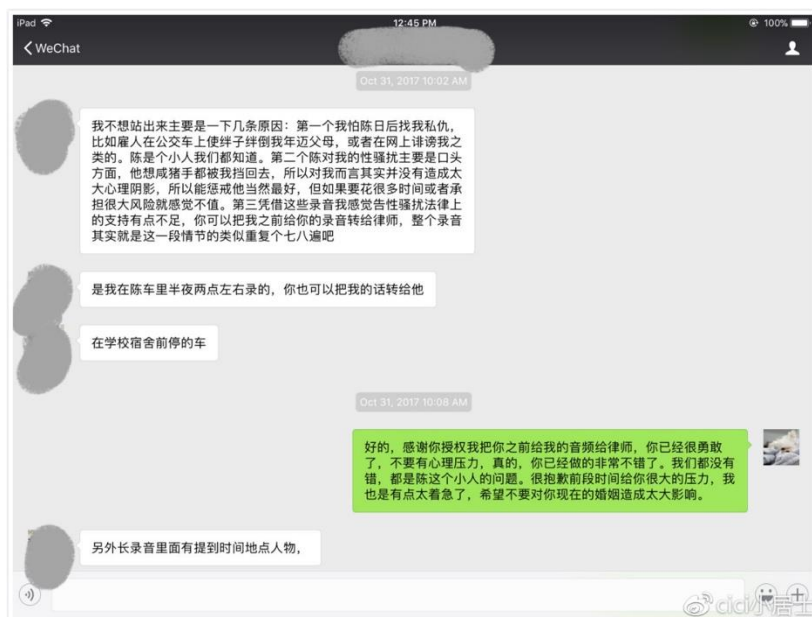 iPad
12:45 PM
100%
WeChat
Oct 31, 2017 10:02 AM
我不想站出来主要是一下几条原因：第一个我怕陈日后找我私仇，
比如雇人在公交车上使绊子绊倒我年迈父母，或者在网上诽谤我之
类的。陈是个小人我们都知道。第二个陈对我的性骚扰主要是口头
方面，他想咸猪手都被我挡回去，所以对我而言其实并没有造成太
大心理阴影，所以能惩戒他当然最好，但如果要花很多时间或者承
担很大风险就感觉不值。第三凭借这些录音我感觉告性骚扰法律上
的支持有点不足，你可以把我之前给你的录音转给律师，整个录音
其实就是这一段情节的类似重复个七八遍吧
是我在陈车里半夜两点左右录的，你也可以把我的话转给他
在学校宿舍前停的车
Oct 31, 2017 10:08 AM
好的，感谢你授权我把你之前给我的音频给律师，你已经很勇敢
了，不要有心理压力，真的，你已经做的非常不错了。我们都没有
错，都是陈这个小人的问题。很抱歉前段时间给你很大的压力，我
也是有点太着急了，希望不要对你现在的婚姻造成太大影响。
另外长录音里面有提到时间地点人物，
cici小居士